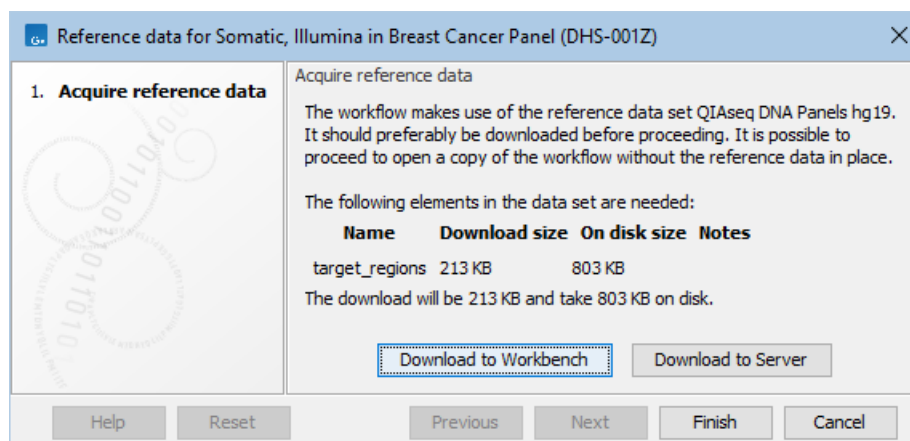 Reference data for Somatic, Illumina in Breast Cancer Panel (DHS-001Z)
1. Acquire reference data
Acquire reference data
The workflow makes use of the reference data set QIAseq DNA Panels hg19.
It should preferably be downloaded before proceeding. It is possible to
proceed to open a copy of the workflow without the reference data in place.
The following elements in the data set are needed:
Name Download size On disk size Notes
target_regions 213 KB 803 KB
The download will be 213 KB and take 803 KB on disk.
Download to Workbench Download to Server
Help Reset Previous Next Finish Cancel